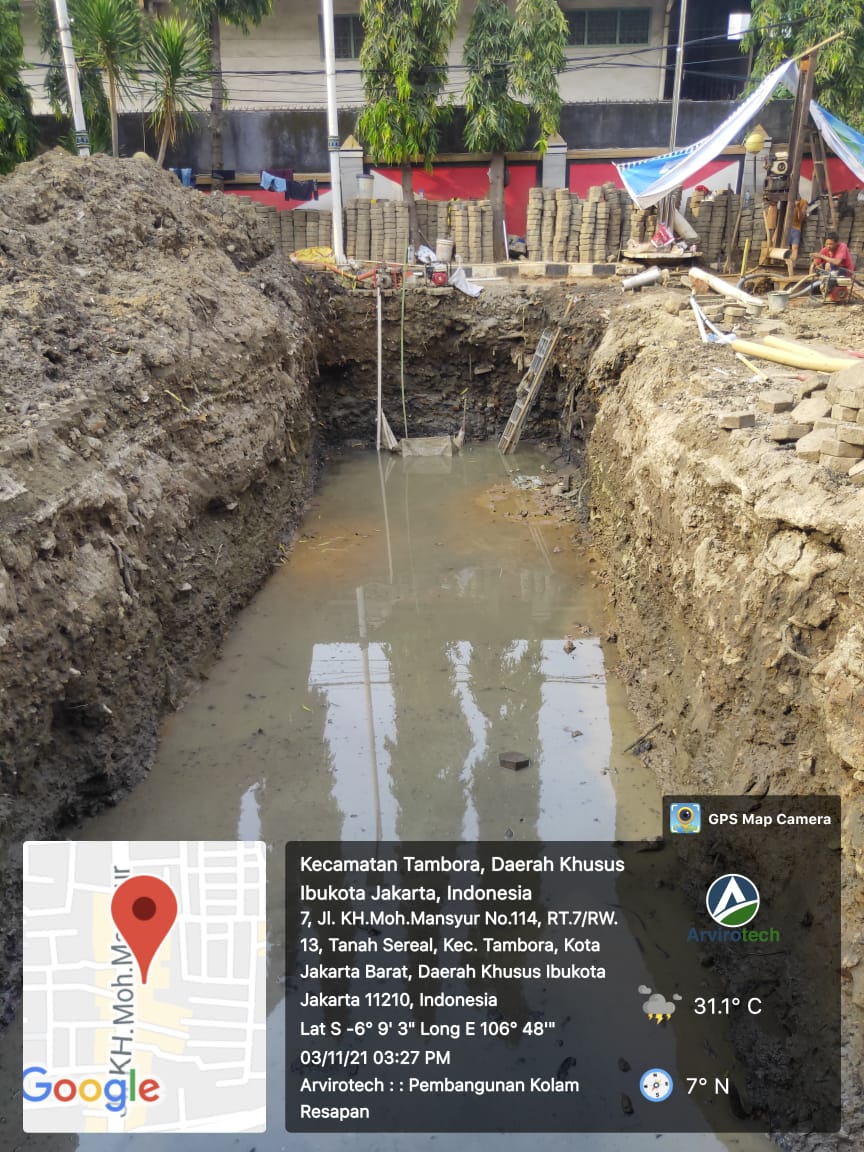 GPS Map Camera
KH. Moh.Ma
ur
Google
Kecamatan Tambora, Daerah Khusus
Ibukota Jakarta, Indonesia
7, Jl. KH.Moh.Mansyur No.114, RT.7/RW.
13, Tanah Sereal, Kec. Tambora, Kota
Jakarta Barat, Daerah Khusus Ibukota
Jakarta 11210, Indonesia
Lat S -6° 9' 3" Long E 106° 48'"
03/11/21 03:27 PM
Arvirotech : : Pembangunan Kolam
Resapan
Arvirotech
31.1° C
7° N